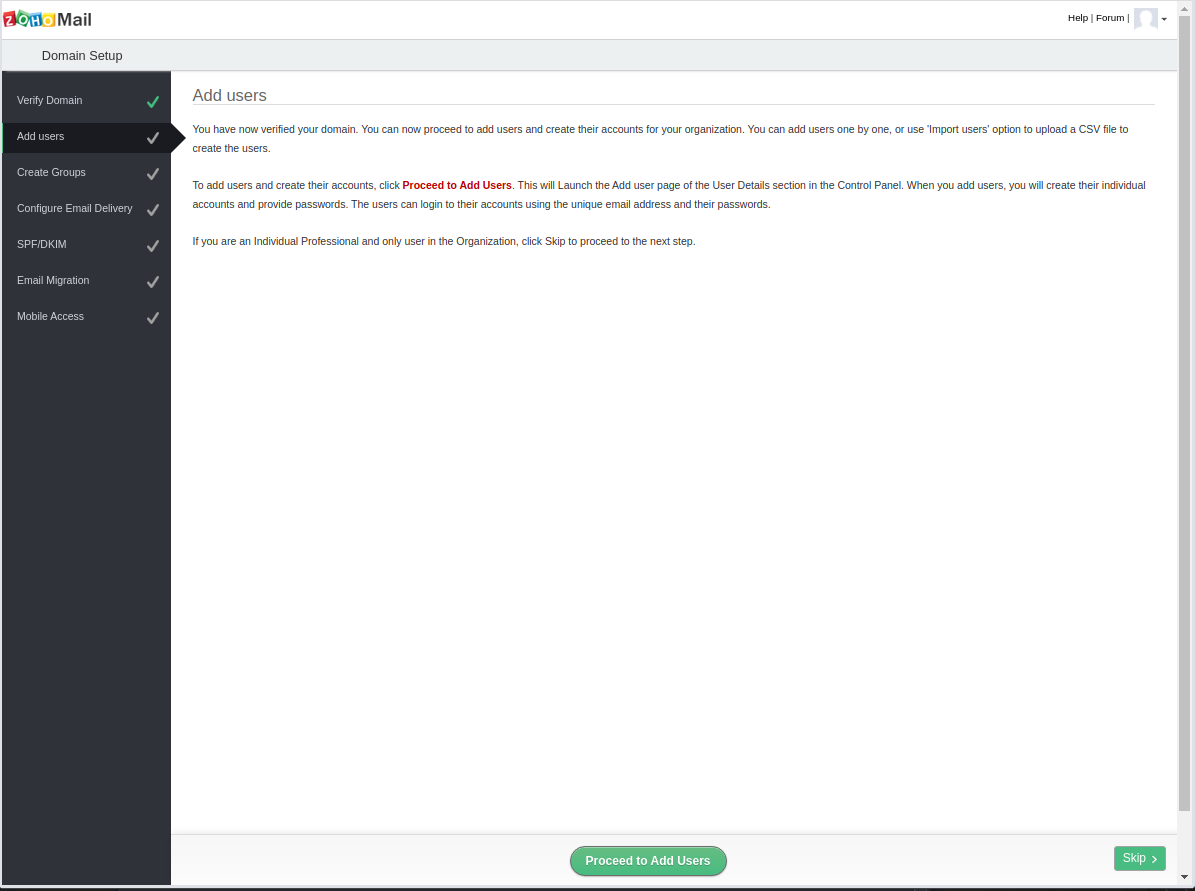 ZOHO Mail
Help | Forum |
Domain Setup
Verify Domain
Add users
Create Groups
Configure Email Delivery
SPF/DKIM
Email Migration
Mobile Access
Add users
You have now verified your domain. You can now proceed to add users and create their accounts for your organization. You can add users one by one, or use 'Import users' option to upload a CSV file to
create the users.
To add users and create their accounts, click Proceed to Add Users. This will Launch the Add user page of the User Details section in the Control Panel. When you add users, you will create their individual
accounts and provide passwords. The users can login to their accounts using the unique email address and their passwords.
If you are an Individual Professional and only user in the Organization, click Skip to proceed to the next step.
Proceed to Add Users
Skip